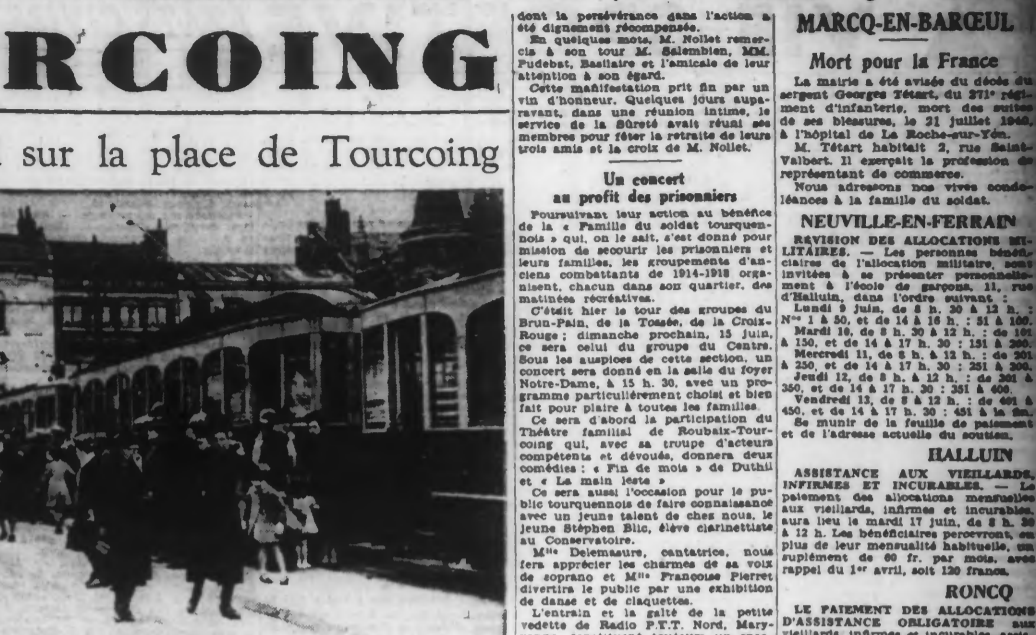 RCOING
sur la place de Tourcoing
dont la persévérance dans l'action a
été dignement récompensée.
En quelques mots, M. Nollet remer-
cia à son tour M. Salembien, MM.
Pudebat, Basilaire et l'amicale de leur
attention à son égard.
Cette manifestation prit fin par un
vin d'honneur. Quelques jours aupa-
ravant, dans une réunion intime, le
service de la Sûreté avait réuni ses
membres pour fêter la retraite de leurs
trois amis et la croix de M. Nollet.
Un concert
au profit des prisonniers
Poursuivant leur action au bénéfice
de la « Famille du soldat tourquen-
nois » qui, on le sait, s'est donné pour
mission de secourir les prisonniers et
leurs familles, les groupements d'an-
ciens combattants de 1914-1918 orga-
nisent, chacun dans son quartier, des
matinées récréatives.
C'était hier le tour des groupes du
Brun-Pain, de la Tossée, de la Croix-
Rouge ; dimanche prochain, 15 juin,
ce sera celui du groupe du Centre.
Sous les auspices de cette section, un
concert sera donné en la salle du foyer
Notre-Dame, à 15 h. 30, avec un pro-
gramme particulièrement choisi et bien
fait pour plaire à toutes les familles.
Ce sera d'abord la participation du
Théâtre familial de Roubaix-Tour-
coing qui, avec sa troupe d'acteurs
compétents et dévoués, donnera deux
comédies : « Fin de mois » de Duthil
et « La main leste »
Ce sera aussi l'occasion pour le pu-
blic tourquennois de faire connaissance
avec un jeune talent de chez nous, le
jeune Stéphen Blic, élève clarinettiste
au Conservatoire.
Mlle Delemasure, cantatrice, nous
fera apprécier les charmes de sa voix
de soprano et Mlle Françoise Pierret
divertira le public par une exhibition
de danse et de claquettes.
L'entrain et la gaîté de la petite
vedette de Radio P.T.T. Nord, Mary-
MARCQ-EN-BARŒUL
Mort pour la France
La mairie a été avisée du décès du
sergent Georges Tétart, du 271e régi-
ment d'infanterie, mort des suites
de ses blessures, le 21 juillet 1940,
à l'hôpital de La Roche-sur-Yon.
M. Tétart habitait 2, rue Saint-
Valbert. Il exerçait la profession de
représentant de commerce.
Nous adressons nos vives condo-
léances à la famille du soldat.
NEUVILLE-EN-FERRAIN
RÉVISION DES ALLOCATIONS MI-
LITAIRES. — Les personnes bénéfi-
ciaires de l'allocation militaire, sont
invitées à se présenter personnelle-
ment à l'école de garçons, 11, rue
d'Halluin, dans l'ordre suivant :
Lundi 9 juin, de 8 h. 30 à 12 h. :
Nos 1 à 50, et de 14 à 16 h. : 51 à 100.
Mardi 10, de 8 h. 30 à 12 h. : de 101
à 150, et de 14 à 17 h. 30 : 151 à 200.
Mercredi 11, de 8 h. à 12 h. : de 201
à 250, et de 14 à 17 h. 30 : 251 à 300.
Jeudi 12, de 8 h. à 12 h. : de 301 à
350, et de 14 à 17 h. 30 : 351 à 400.
Vendredi 13, de 8 à 12 h. : de 401 à
450, et de 14 à 17 h. 30 : 451 à la fin.
Se munir de la feuille de paiement
et de l'adresse actuelle du soutien.
HALLUIN
ASSISTANCE AUX VIEILLARDS,
INFIRMES ET INCURABLES. — Le
paiement des allocations mensuelles
aux vieillards, infirmes et incurables,
aura lieu le mardi 17 juin, de 8 h. 30
à 12 h. Les bénéficiaires percevront, en
plus de leur mensualité habituelle, un
suplément de 60 fr. par mois, avec
rappel du 1er avril, soit 120 francs.
RONCQ
LE PAIEMENT DES ALLOCATIONS
D'ASSISTANCE OBLIGATOIRE aux
vieillards, infirmes et incurables